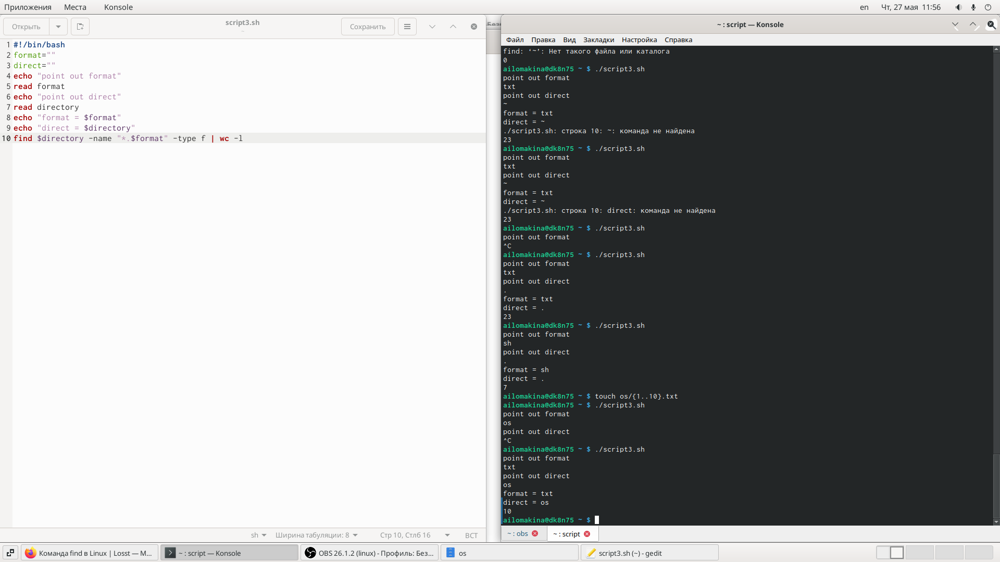 Приложения Места Konsole en Чт, 27 мая 11:56
Открыть script3.sh Сохранить
~
1 #!/bin/bash
2 format=""
3 direct=""
4 echo "point out format"
5 read format
6 echo "point out direct"
7 read directory
8 echo "format = $format"
9 echo "direct = $directory"
10 find $directory -name "*.$format" -type f | wc -l
sh Ширина табуляции: 8 Стр 10, Стлб 16 ВСТ
~ : script — Konsole
Файл Правка Вид Закладки Настройка Справка
find: ‘~’: Нет такого файла или каталога
0
ailomakina@dk8n75 ~ $ ./script3.sh
point out format
txt
point out direct
~
format = txt
direct = ~
./script3.sh: строка 10: ~: команда не найдена
23
ailomakina@dk8n75 ~ $ ./script3.sh
point out format
txt
point out direct
~
format = txt
direct = ~
./script3.sh: строка 10: direct: команда не найдена
23
ailomakina@dk8n75 ~ $ ./script3.sh
point out format
^C
ailomakina@dk8n75 ~ $ ./script3.sh
point out format
txt
point out direct
.
format = txt
direct = .
23
ailomakina@dk8n75 ~ $ ./script3.sh
point out format
sh
point out direct
.
format = sh
direct = .
7
ailomakina@dk8n75 ~ $ touch os/{1..10}.txt
ailomakina@dk8n75 ~ $ ./script3.sh
point out format
os
point out direct
^C
ailomakina@dk8n75 ~ $ ./script3.sh
point out format
txt
point out direct
os
format = txt
direct = os
10
ailomakina@dk8n75 ~ $
~ : obs ~ : script
Команда find в Linux | Losst — M... ~ : script — Konsole OBS 26.1.2 (linux) - Профиль: Без... os script3.sh (~) - gedit